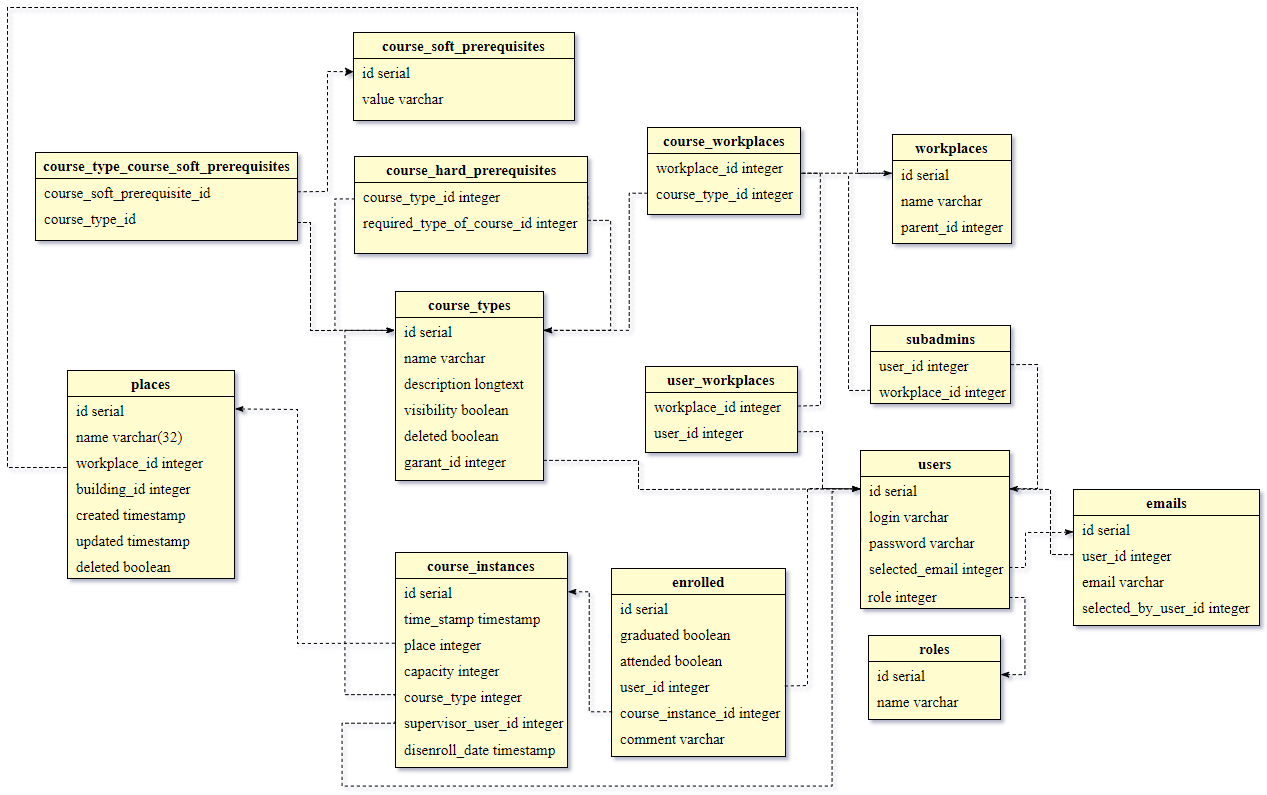 course_soft_prerequisites
id serial
value varchar
course_type_course_soft_prerequisites
course_soft_prerequisite_id
course_type_id
course_hard_prerequisites
course_type_id integer
required_type_of_course_id integer
course_workplaces
workplace_id integer
course_type_id integer
workplaces
id serial
name varchar
parent_id integer
course_types
id serial
name varchar
description longtext
visibility boolean
deleted boolean
garant_id integer
subadmins
user_id integer
workplace_id integer
places
id serial
name varchar(32)
workplace_id integer
building_id integer
created timestamp
updated timestamp
deleted boolean
user_workplaces
workplace_id integer
user_id integer
users
id serial
login varchar
password varchar
selected_email integer
role integer
emails
id serial
user_id integer
email varchar
selected_by_user_id integer
course_instances
id serial
time_stamp timestamp
place integer
capacity integer
course_type integer
supervisor_user_id integer
disenroll_date timestamp
enrolled
id serial
graduated boolean
attended boolean
user_id integer
course_instance_id integer
comment varchar
roles
id serial
name varchar